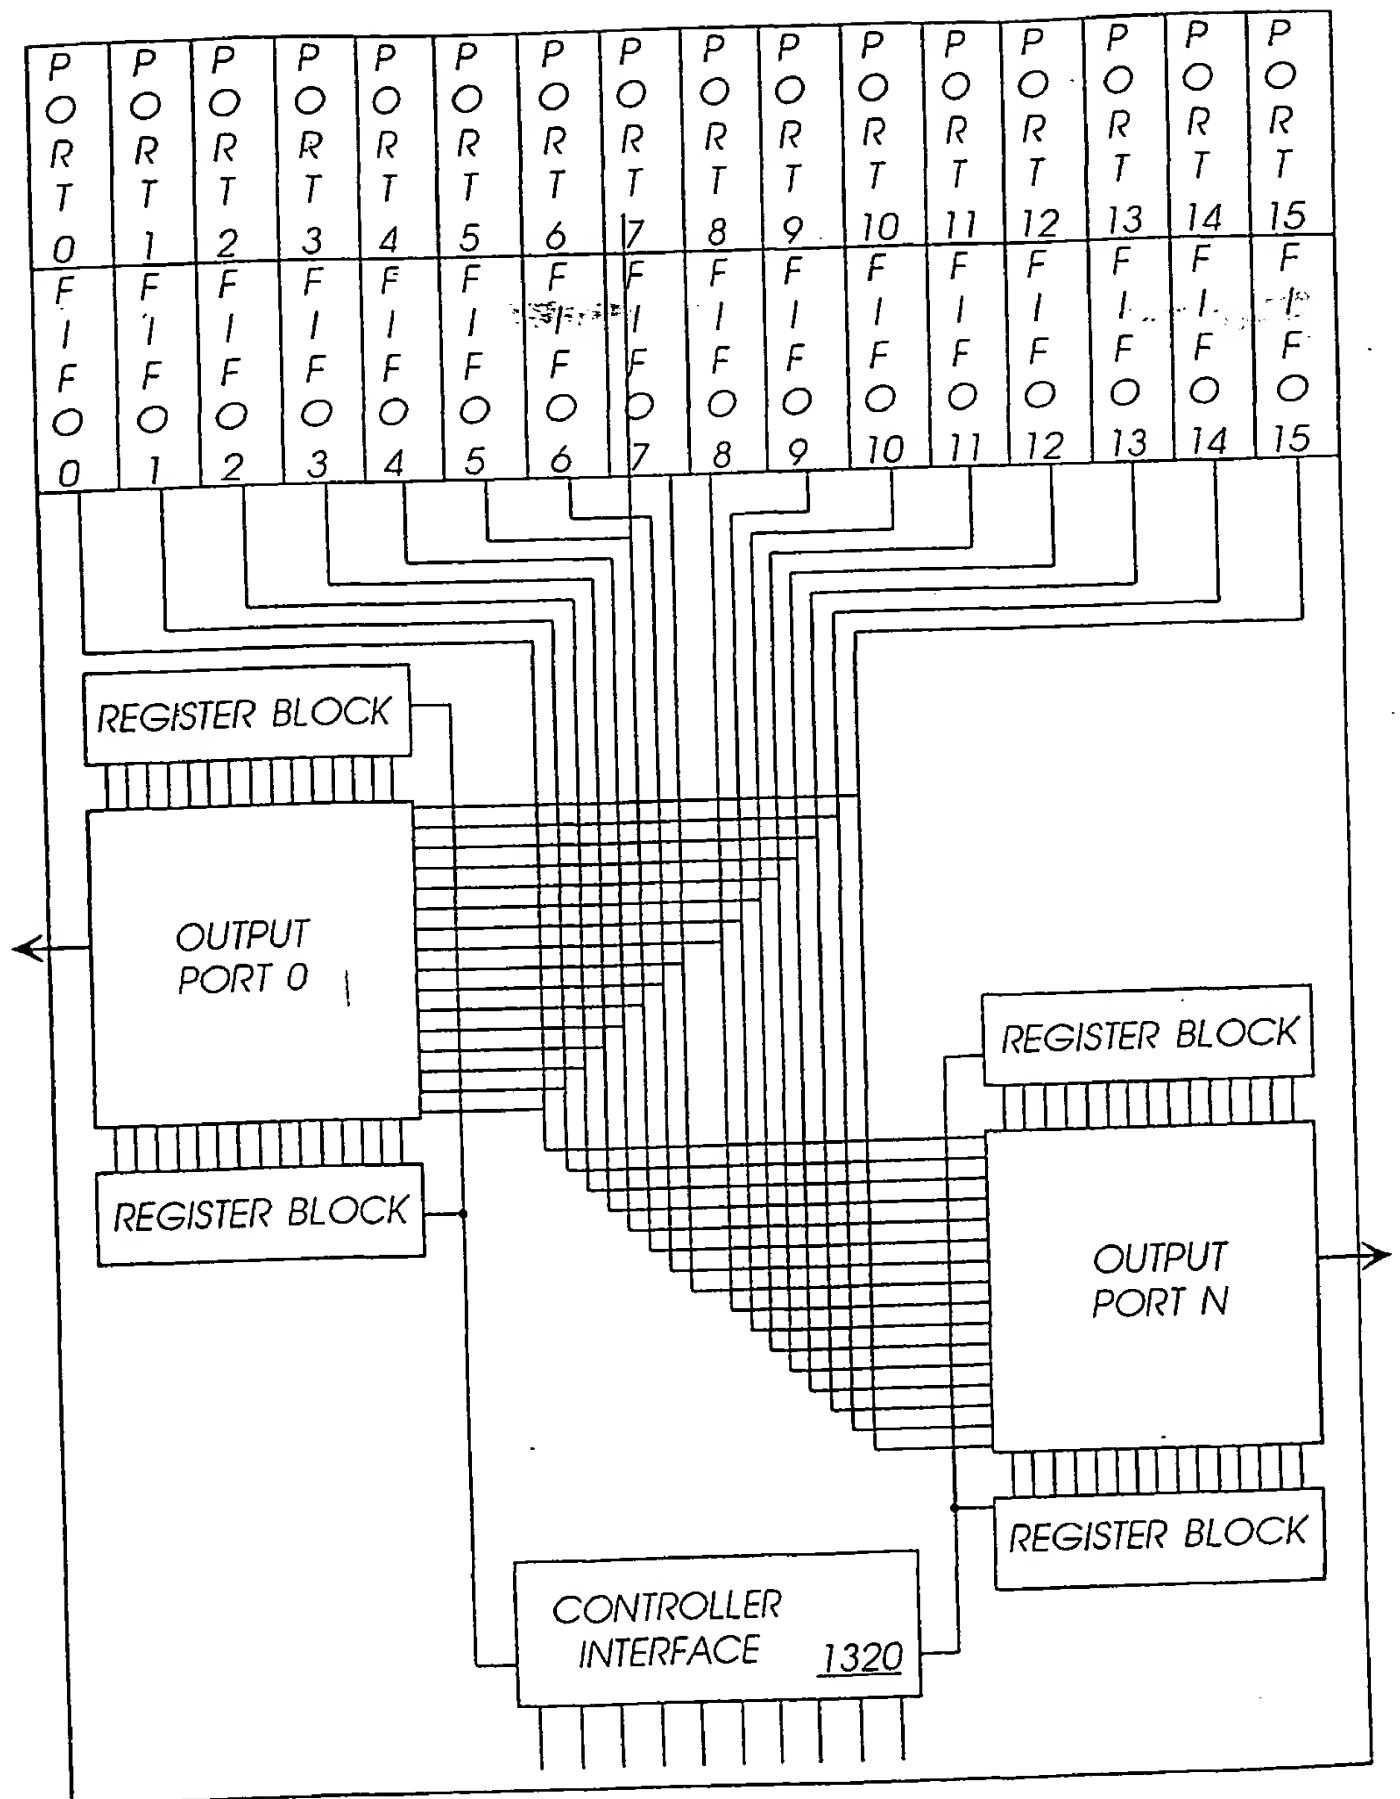 PORT 0
PORT 1
PORT 2
PORT 3
PORT 4
PORT 5
PORT 6
PORT 7
PORT 8
PORT 9
PORT 10
PORT 11
PORT 12
PORT 13
PORT 14
PORT 15
FIFO 0
FIFO 1
FIFO 2
FIFO 3
FIFO 4
FIFO 5
FIFO 6
FIFO 7
FIFO 8
FIFO 9
FIFO 10
FIFO 11
FIFO 12
FIFO 13
FIFO 14
FIFO 15
REGISTER BLOCK
OUTPUT
PORT 0
REGISTER BLOCK
REGISTER BLOCK
OUTPUT
PORT N
REGISTER BLOCK
CONTROLLER
INTERFACE 1320